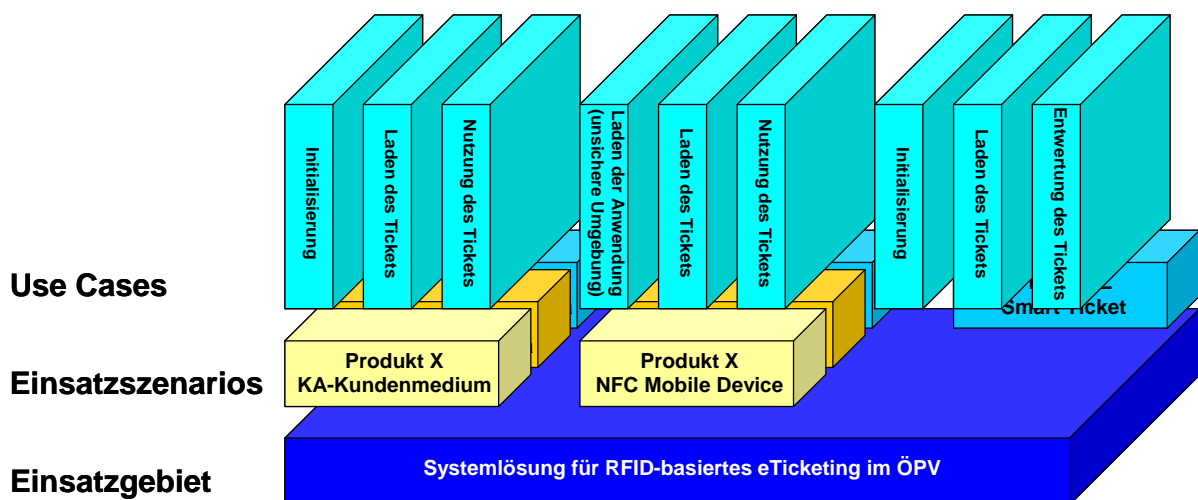 Initialisierung
Laden des Tickets
Nutzung des Tickets
Laden der Anwendung
(unsichere Umgebung)
Laden des Tickets
Nutzung des Tickets
Initialisierung
Laden des Tickets
Entwertung des Tickets
Use Cases
Smart Ticket
Produkt X
KA-Kundenmedium
Produkt X
NFC Mobile Device
Einsatzszenarios
Systemlösung für RFID-basiertes eTicketing im ÖPV
Einsatzgebiet